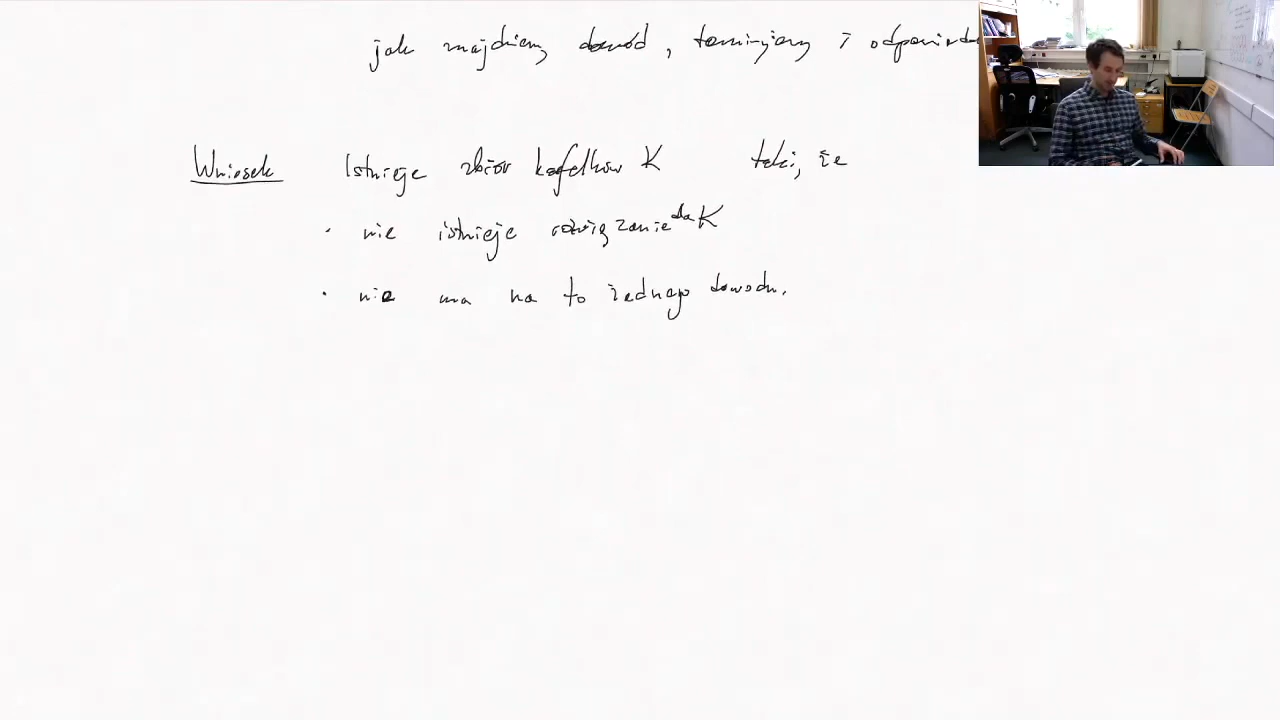 jak znajdziemy dowód, terminujemy i odpowiada
Wniosek Istnieje zbiór kafelków K taki, że
• nie istnieje rozwiązanie dla K
• nie ma na to żadnego dowodu.